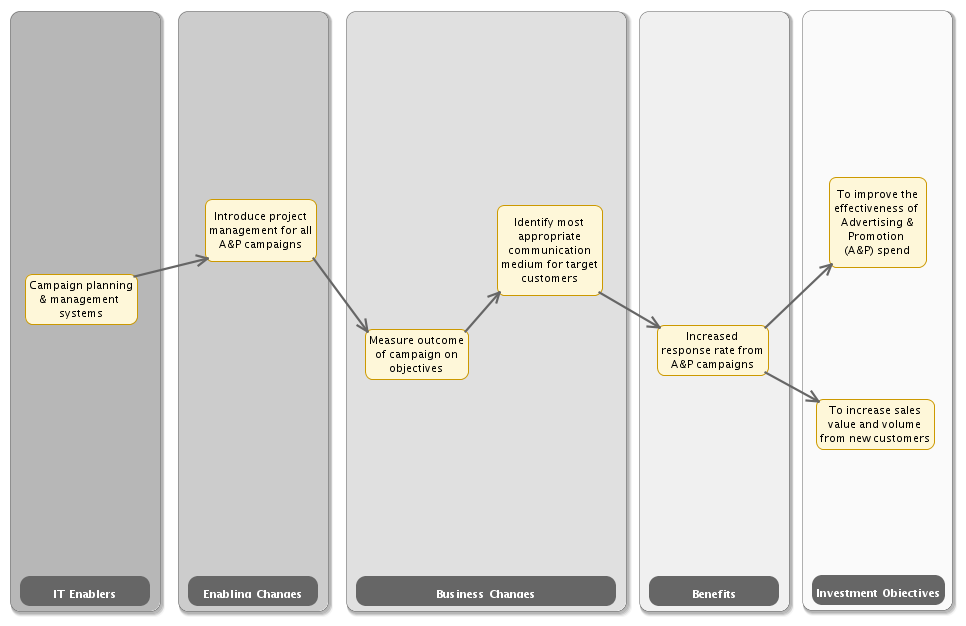 Campaign planning
& management
systems
Introduce project
management for all
A&P campaigns
Measure outcome
of campaign on
objectives
Identify most
appropriate
communication
medium for target
customers
Increased
response rate from
A&P campaigns
To improve the
effectiveness of
Advertising &
Promotion
(A&P) spend
To increase sales
value and volume
from new customers
IT Enablers
Enabling Changes
Business Changes
Benefits
Investment Objectives